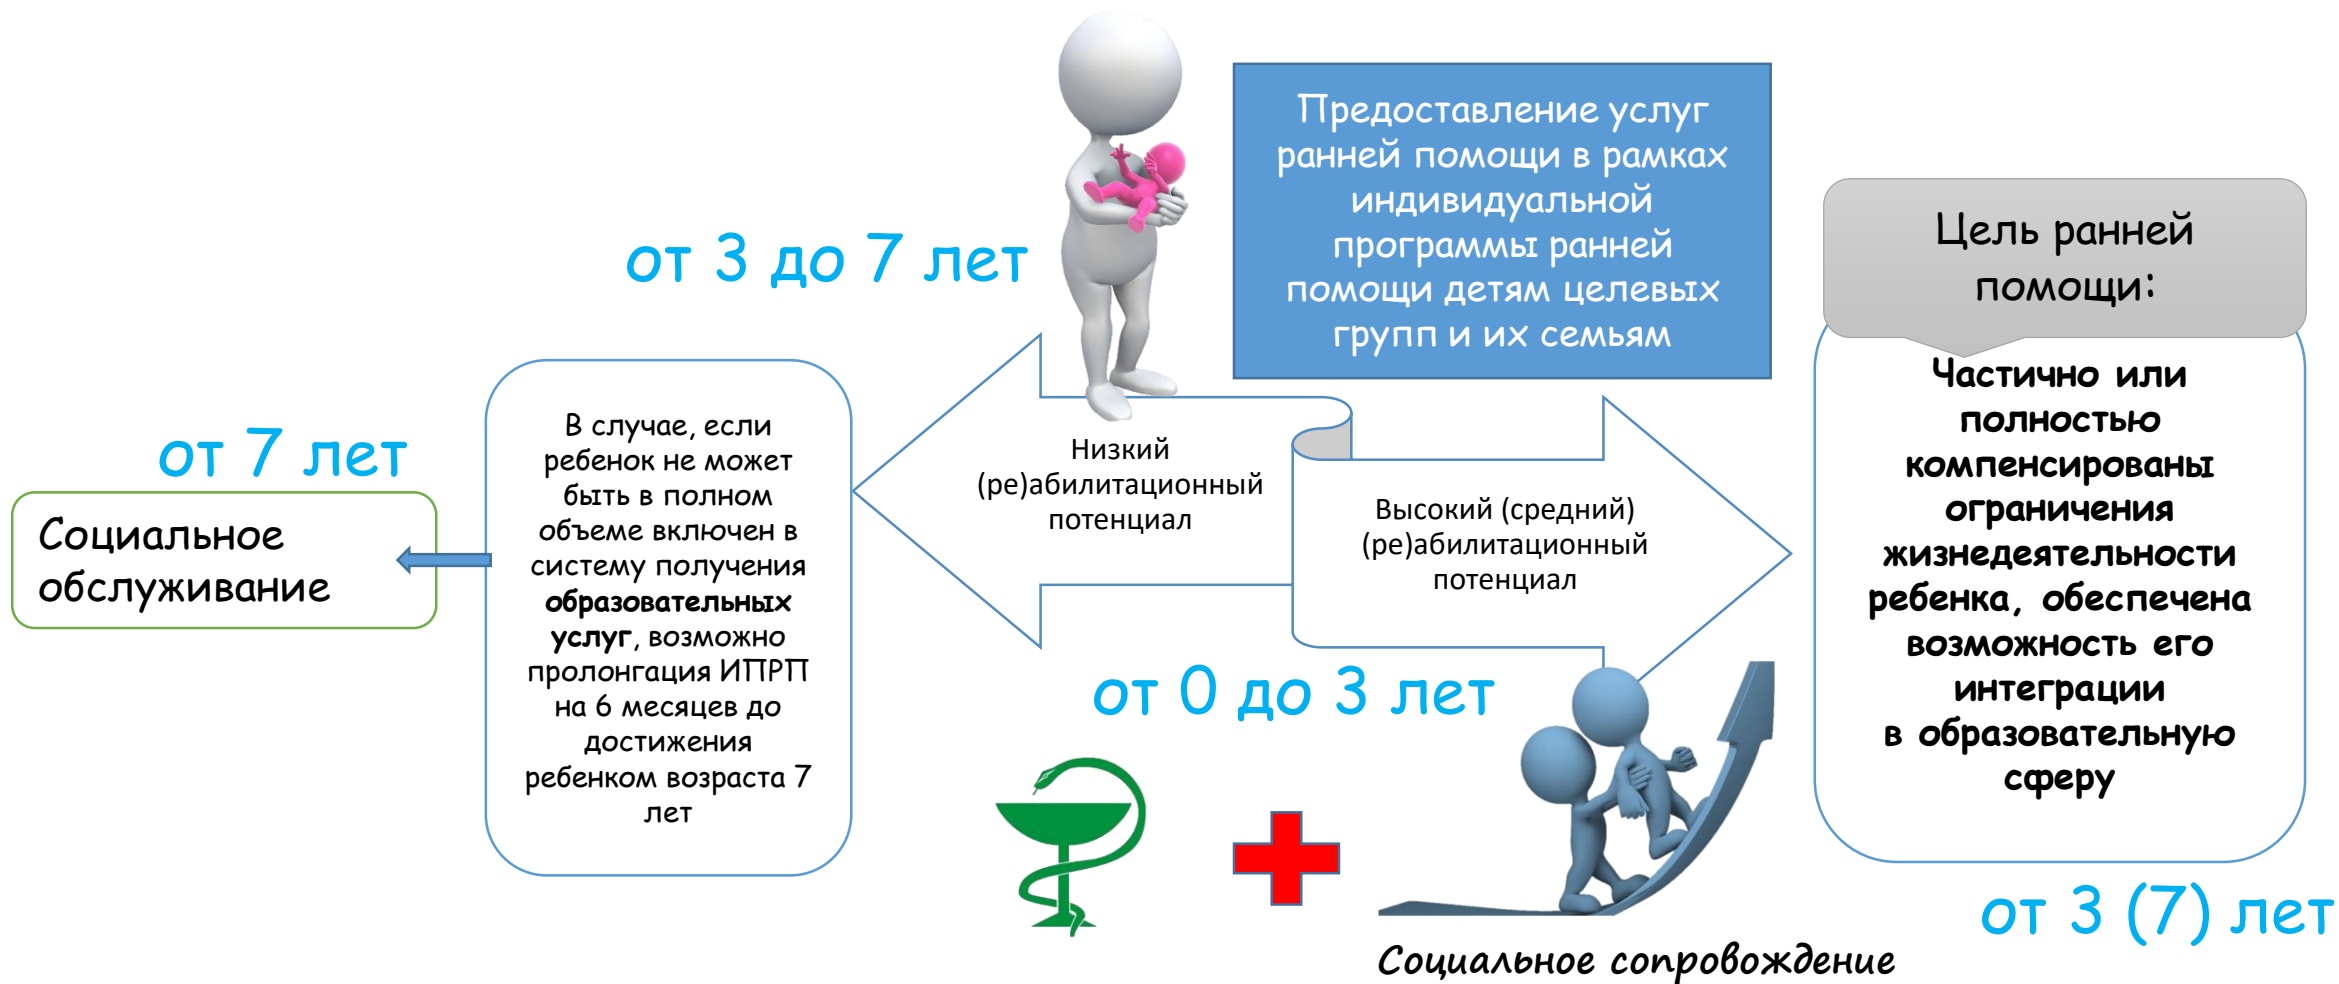 Предоставление услуг
ранней помощи в рамках
индивидуальной
программы ранней
помощи детям целевых
групп и их семьям
Цель ранней
помощи:
от 3 до 7 лет
Частично или
полностью
компенсированы
ограничения
жизнедеятельности
ребенка, обеспечена
возможность его
интеграции
в образовательную
сферу
от 7 лет
Социальное
обслуживание
В случае, если
ребенок не может
быть в полном
объеме включен в
систему получения
образовательных
услуг, возможно
пролонгация ИПРП
на 6 месяцев до
достижения
ребенком возраста 7
лет
Низкий
(ре)абилитационный
потенциал
Высокий (средний)
(ре)абилитационный
потенциал
от 0 до 3 лет
от 3 (7) лет
Социальное сопровождение